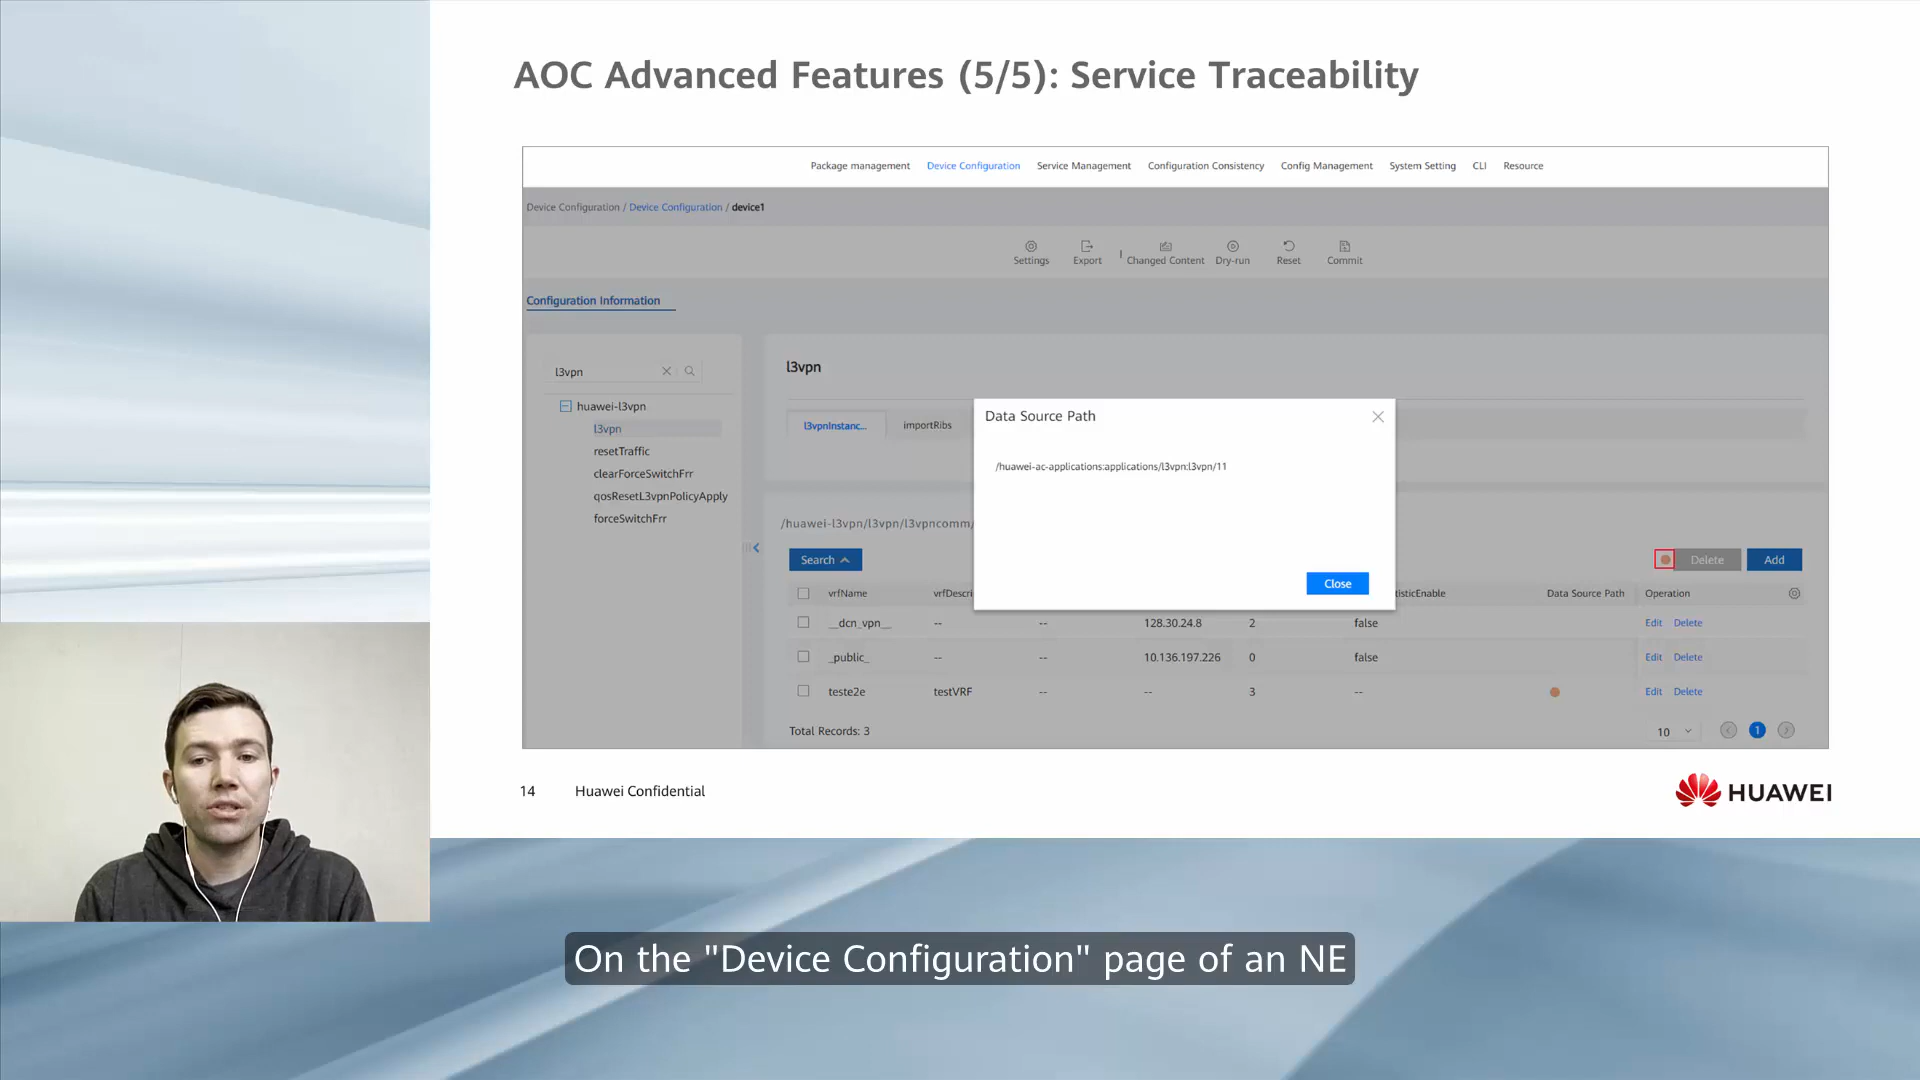 AOC Advanced Features (5/5): Service Traceability
Package management Device Configuration Service Management Configuration Consistency Config Management System Setting CLI Resource
Device Configuration / Device Configuration / device1
Settings Export Changed Content Dry-run Reset Commit
Configuration Information
l3vpn
huawei-l3vpn
l3vpn
resetTraffic
clearForceSwitchFrr
qosResetL3vpnPolicyApply
forceSwitchFrr
l3vpn
l3vpnInstanc... importRibs
Data Source Path
/huawei-ac-applications:applications/l3vpn:l3vpn/11
Close
/huawei-l3vpn/l3vpn/l3vpncomm/
Search Delete Add
vrfName vrfDescri tisticEnable Data Source Path Operation
__dcn_vpn__ -- -- 128.30.24.8 2 false Edit Delete
_public_ -- -- 10.136.197.226 0 false Edit Delete
teste2e testVRF -- -- 3 -- Edit Delete
Total Records: 3 10 1
14 Huawei Confidential
HUAWEI
On the "Device Configuration" page of an NE